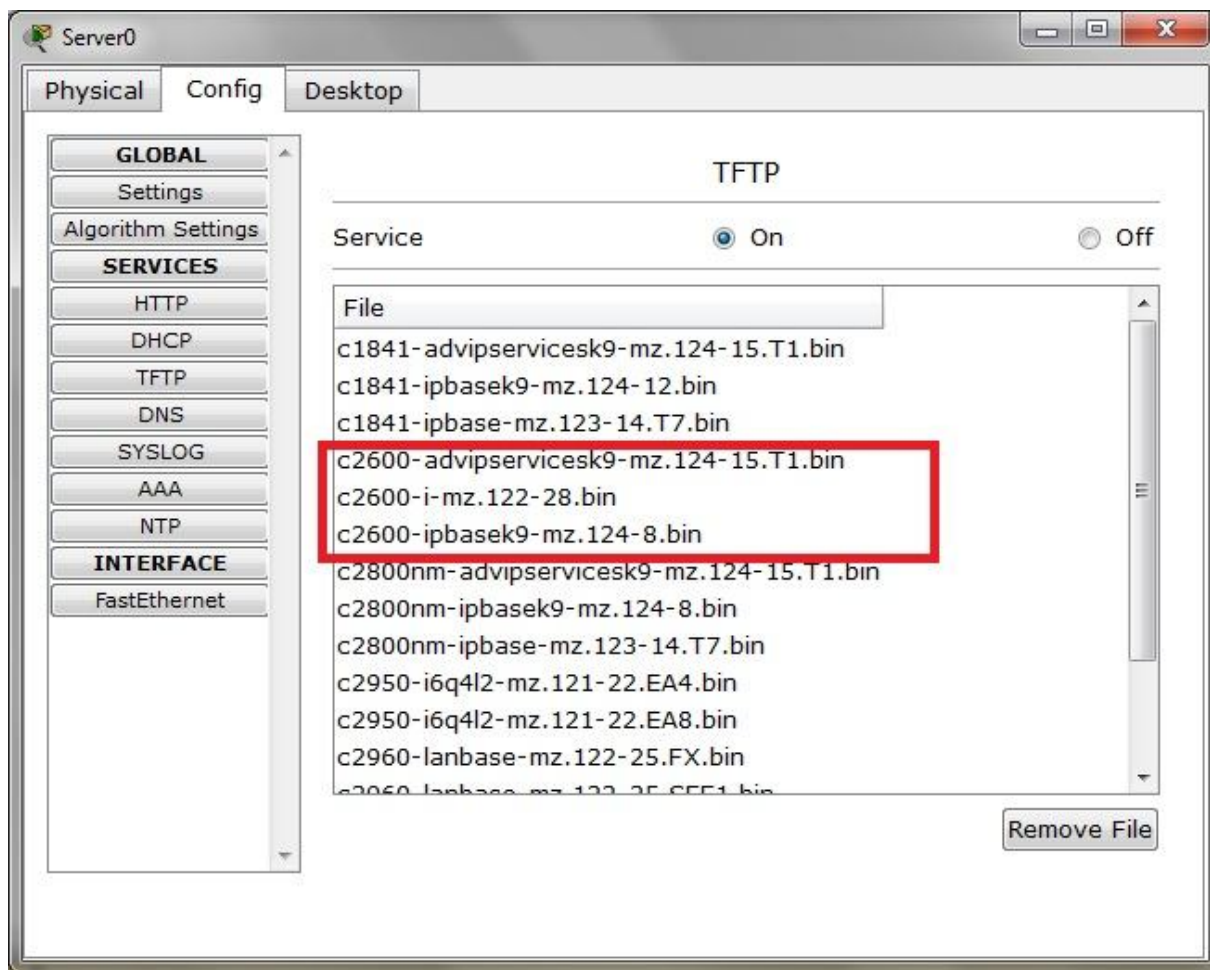 Server0
Physical Config Desktop
GLOBAL
Settings
Algorithm Settings
SERVICES
HTTP
DHCP
TFTP
DNS
SYSLOG
AAA
NTP
INTERFACE
FastEthernet
TFTP
Service On Off
File
c1841-advipservicesk9-mz.124-15.T1.bin
c1841-ipbasek9-mz.124-12.bin
c1841-ipbase-mz.123-14.T7.bin
c2600-advipservicesk9-mz.124-15.T1.bin
c2600-i-mz.122-28.bin
c2600-ipbasek9-mz.124-8.bin
c2800nm-advipservicesk9-mz.124-15.T1.bin
c2800nm-ipbasek9-mz.124-8.bin
c2800nm-ipbase-mz.123-14.T7.bin
c2950-i6q4l2-mz.121-22.EA4.bin
c2950-i6q4l2-mz.121-22.EA8.bin
c2960-lanbase-mz.122-25.FX.bin
Remove File